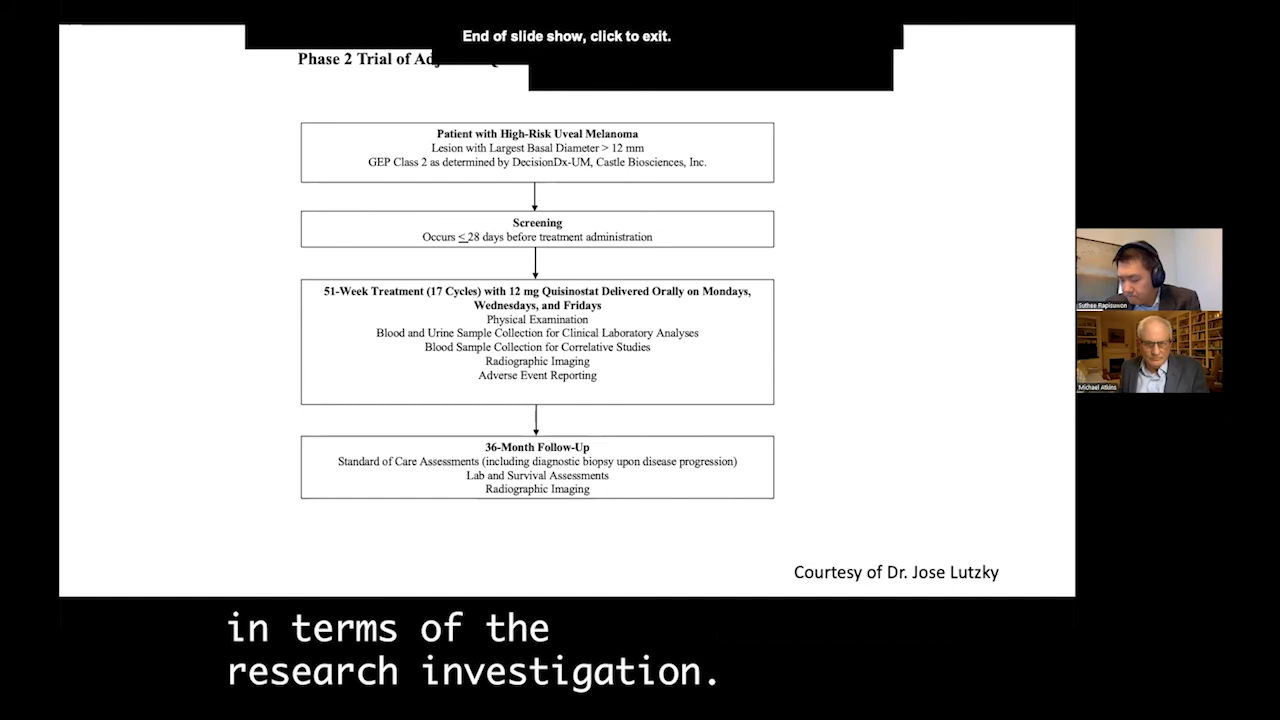 End of slide show, click to exit.
Phase 2 Trial of
Patient with High-Risk Uveal Melanoma
Lesion with Largest Basal Diameter > 12 mm
GEP Class 2 as determined by DecisionDx-UM, Castle Biosciences, Inc.
Screening
Occurs ≤ 28 days before treatment administration
51-Week Treatment (17 Cycles) with 12 mg Quisinostat Delivered Orally on Mondays,
Wednesdays, and Fridays
Physical Examination
Blood and Urine Sample Collection for Clinical Laboratory Analyses
Blood Sample Collection for Correlative Studies
Radiographic Imaging
Adverse Event Reporting
Suthee Rapisuwon
Michael Atkins
36-Month Follow-Up
Standard of Care Assessments (including diagnostic biopsy upon disease progression)
Lab and Survival Assessments
Radiographic Imaging
Courtesy of Dr. Jose Lutzky
in terms of the
research investigation.